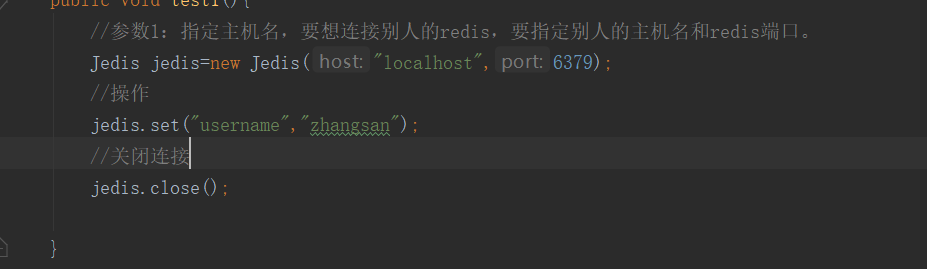 public void test1(){
//参数1：指定主机名，要想连接别人的redis，要指定别人的主机名和redis端口。
Jedis jedis=new Jedis( host: "localhost", port: 6379);
//操作
jedis.set("username","zhangsan");
//关闭连接
jedis.close();
}